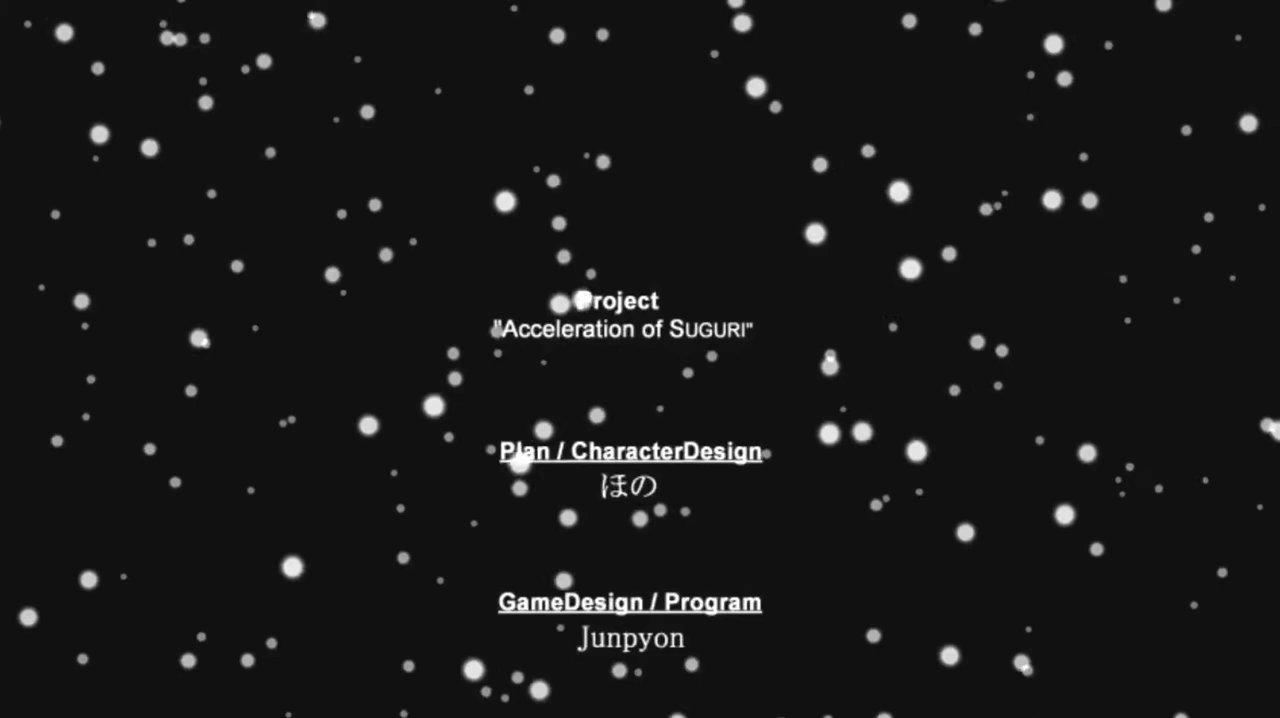 Project
"Acceleration of SUGURI"
Plan / CharacterDesign
ほの
GameDesign / Program
Junpyon